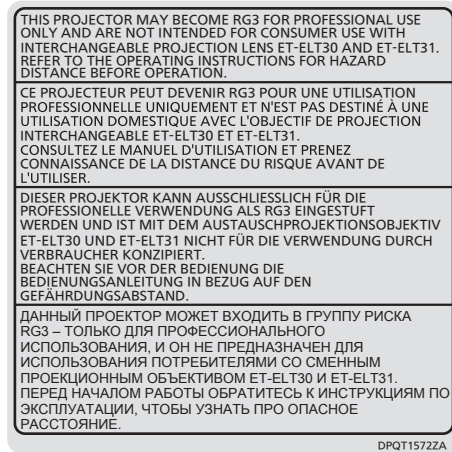 THIS PROJECTOR MAY BECOME RG3 FOR PROFESSIONAL USE
ONLY AND ARE NOT INTENDED FOR CONSUMER USE WITH
INTERCHANGEABLE PROJECTION LENS ET-ELT30 AND ET-ELT31.
REFER TO THE OPERATING INSTRUCTIONS FOR HAZARD
DISTANCE BEFORE OPERATION.
CE PROJECTEUR PEUT DEVENIR RG3 POUR UNE UTILISATION
PROFESSIONNELLE UNIQUEMENT ET N'EST PAS DESTINÉ À UNE
UTILISATION DOMESTIQUE AVEC L'OBJECTIF DE PROJECTION
INTERCHANGEABLE ET-ELT30 ET ET-ELT31.
CONSULTEZ LE MANUEL D'UTILISATION ET PRENEZ
CONNAISSANCE DE LA DISTANCE DU RISQUE AVANT DE
L'UTILISER.
DIESER PROJEKTOR KANN AUSSCHLIESSLICH FÜR DIE
PROFESSIONELLE VERWENDUNG ALS RG3 EINGESTUFT
WERDEN UND IST MIT DEM AUSTAUSCHPROJEKTIONSOBJEKTIV
ET-ELT30 UND ET-ELT31 NICHT FÜR DIE VERWENDUNG DURCH
VERBRAUCHER KONZIPIERT.
BEACHTEN SIE VOR DER BEDIENUNG DIE
BEDIENUNGSANLEITUNG IN BEZUG AUF DEN
GEFÄHRDUNGSABSTAND.
ДАННЫЙ ПРОЕКТОР МОЖЕТ ВХОДИТЬ В ГРУППУ РИСКА
RG3 – ТОЛЬКО ДЛЯ ПРОФЕССИОНАЛЬНОГО
ИСПОЛЬЗОВАНИЯ, И ОН НЕ ПРЕДНАЗНАЧЕН ДЛЯ
ИСПОЛЬЗОВАНИЯ ПОТРЕБИТЕЛЯМИ СО СМЕННЫМ
ПРОЕКЦИОННЫМ ОБЪЕКТИВОМ ET-ELT30 И ET-ELT31.
ПЕРЕД НАЧАЛОМ РАБОТЫ ОБРАТИТЕСЬ К ИНСТРУКЦИЯМ ПО
ЭКСПЛУАТАЦИИ, ЧТОБЫ УЗНАТЬ ПРО ОПАСНОЕ
РАССТОЯНИЕ.
DPQT1572ZA